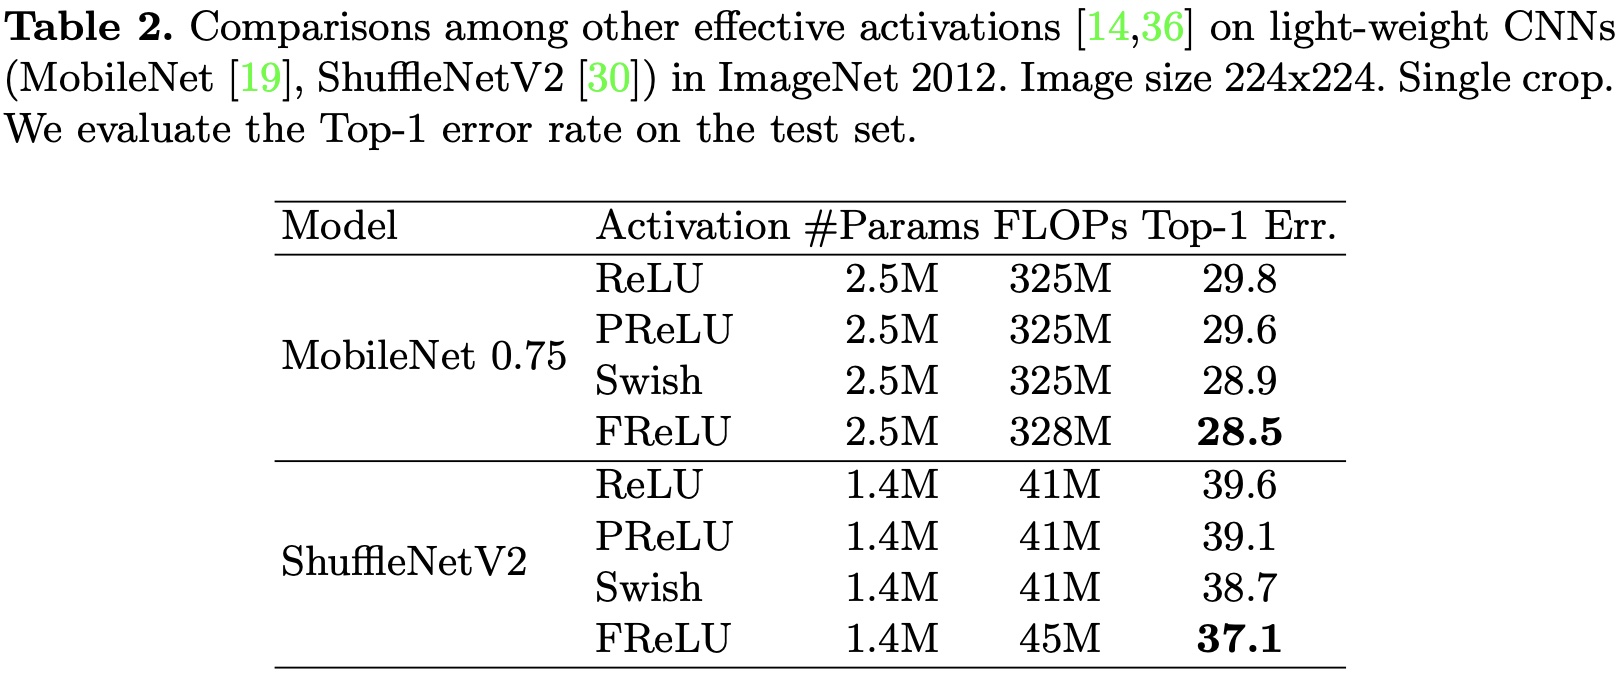 Table 2. Comparisons among other effective activations [14,36] on light-weight CNNs
(MobileNet [19], ShuffleNetV2 [30]) in ImageNet 2012. Image size 224x224. Single crop.
We evaluate the Top-1 error rate on the test set.
Model Activation #Params FLOPs Top-1 Err.
MobileNet 0.75
ReLU 2.5M 325M 29.8
PReLU 2.5M 325M 29.6
Swish 2.5M 325M 28.9
FReLU 2.5M 328M 28.5
ShuffleNetV2
ReLU 1.4M 41M 39.6
PReLU 1.4M 41M 39.1
Swish 1.4M 41M 38.7
FReLU 1.4M 45M 37.1